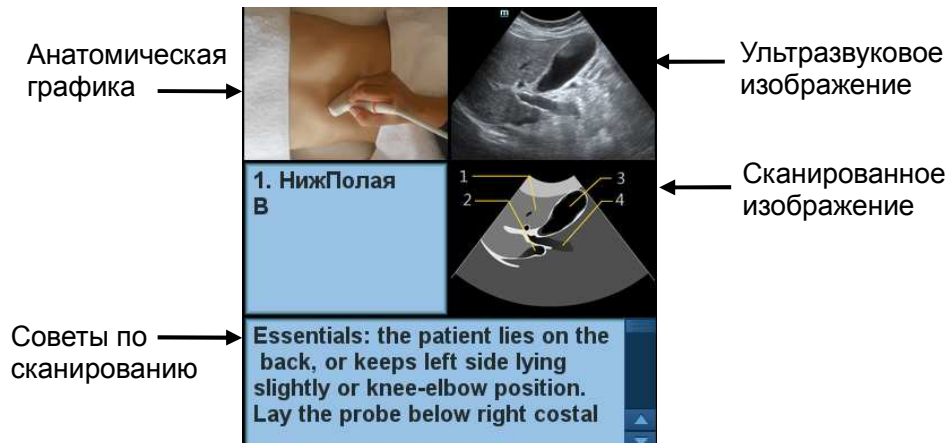 Анатомическая
графика
Ультразвуковое
изображение
1. НижПолая
В
1
2
3
4
Сканированное
изображение
Советы по
сканированию
Essentials: the patient lies on the
back, or keeps left side lying
slightly or knee-elbow position.
Lay the probe below right costal